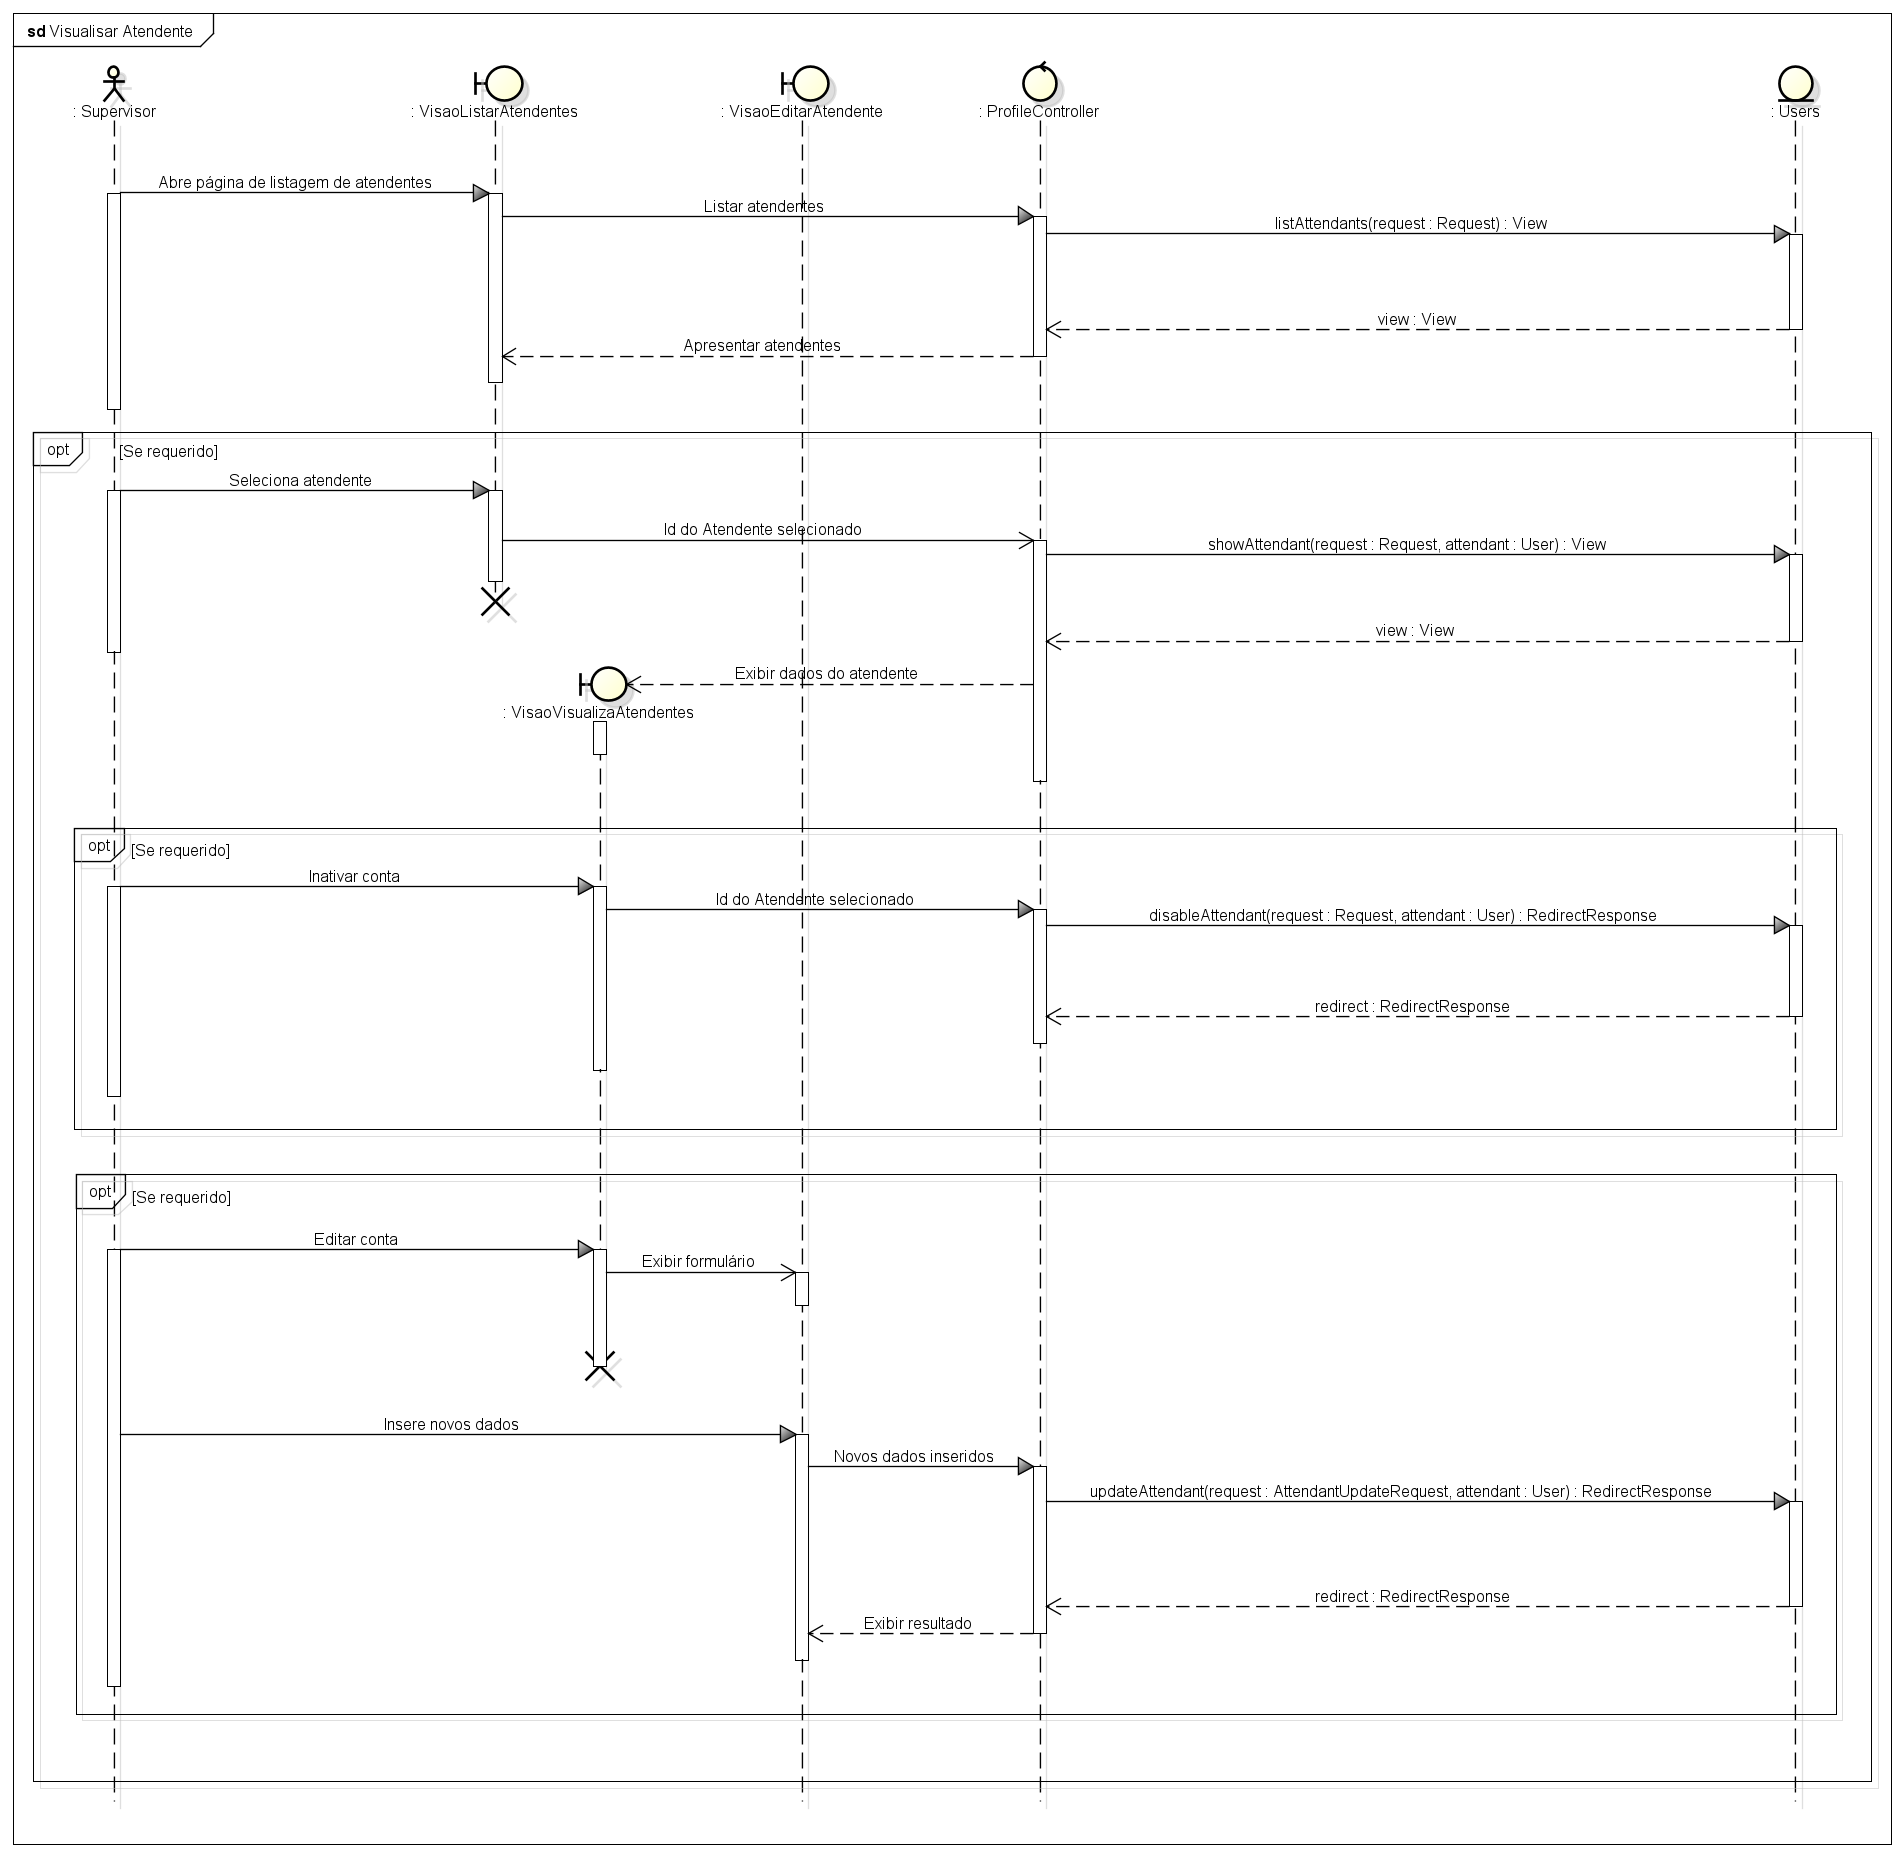 sd Visualisar Atendente
: Supervisor
: VisaoListarAtendentes
: VisaoEditarAtendente
: ProfileController
: Users
Abre página de listagem de atendentes
Listar atendentes
listAttendants(request : Request) : View
view : View
Apresentar atendentes
opt
[Se requerido]
Seleciona atendente
Id do Atendente selecionado
showAttendant(request : Request, attendant : User) : View
view : View
Exibir dados do atendente
: VisaoVisualizaAtendentes
opt
[Se requerido]
Inativar conta
Id do Atendente selecionado
disableAttendant(request : Request, attendant : User) : RedirectResponse
redirect : RedirectResponse
opt
[Se requerido]
Editar conta
Exibir formulário
Insere novos dados
Novos dados inseridos
updateAttendant(request : AttendantUpdateRequest, attendant : User) : RedirectResponse
redirect : RedirectResponse
Exibir resultado